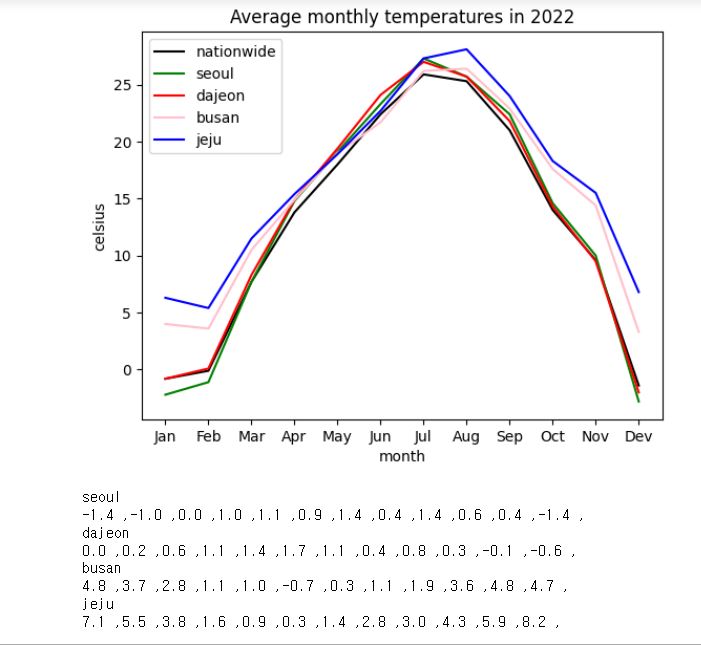 Average monthly temperatures in 2022
nationwide
seoul
dajeon
busan
jeju
25
20
15
10
5
0
celsius
Jan Feb Mar Apr May Jun Jul Aug Sep Oct Nov Dev
month
seoul
-1.4 ,-1.0 ,0.0 ,1.0 ,1.1 ,0.9 ,1.4 ,0.4 ,1.4 ,0.6 ,0.4 ,-1.4 ,
dajeon
0.0 ,0.2 ,0.6 ,1.1 ,1.4 ,1.7 ,1.1 ,0.4 ,0.8 ,0.3 ,-0.1 ,-0.6 ,
busan
4.8 ,3.7 ,2.8 ,1.1 ,1.0 ,-0.7 ,0.3 ,1.1 ,1.9 ,3.6 ,4.8 ,4.7 ,
jeju
7.1 ,5.5 ,3.8 ,1.6 ,0.9 ,0.3 ,1.4 ,2.8 ,3.0 ,4.3 ,5.9 ,8.2 ,